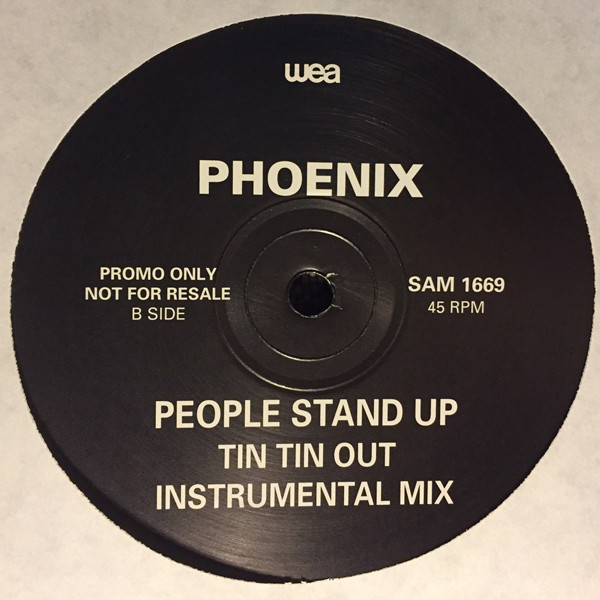 wea
PHOENIX
PROMO ONLY
NOT FOR RESALE
B SIDE
SAM 1669
45 RPM
PEOPLE STAND UP
TIN TIN OUT
INSTRUMENTAL MIX